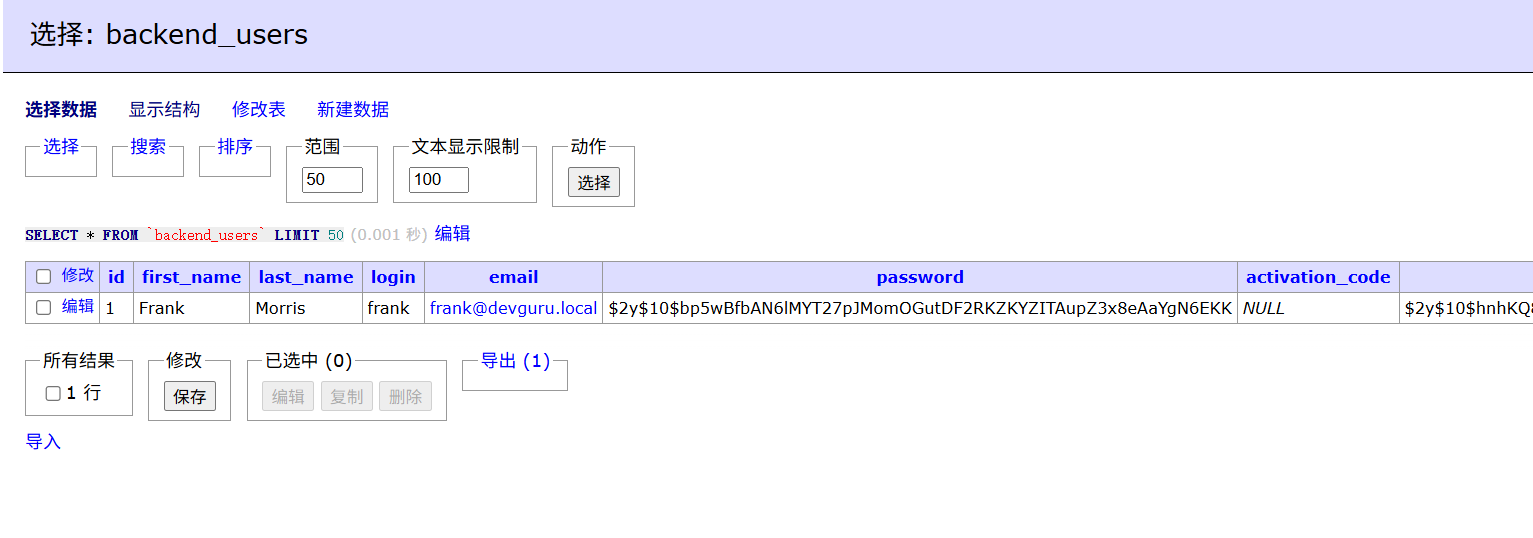 选择: backend_users
选择数据 显示结构 修改表 新建数据
选择 搜索 排序 范围 文本显示限制 动作
50 100 选择
SELECT * FROM `backend_users` LIMIT 50 (0.001 秒) 编辑
修改 id first_name last_name login email password activation_code
编辑 1 Frank Morris frank frank@devguru.local $2y$10$bp5wBfbAN6lMYT27pJMomOGutDF2RKZKYZITAupZ3x8eAaYgN6EKK NULL $2y$10$hnhKQ8
所有结果 修改 已选中 (0) 导出 (1)
1 行 保存 编辑 复制 删除
导入